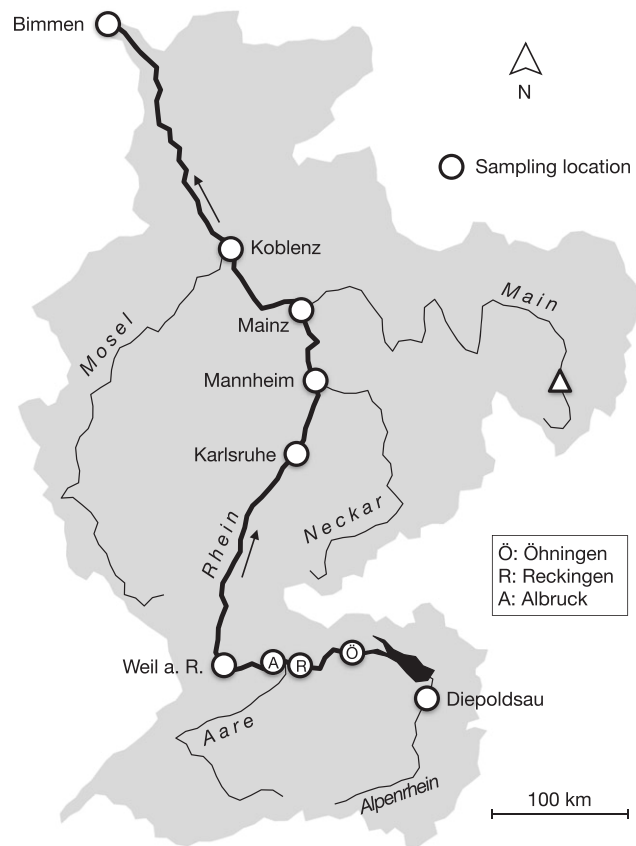 Bimmen
N
Sampling location
Koblenz
Main
Mainz
Mosel
Mannheim
Karlsruhe
Rhein
Neckar
Ö: Öhningen
R: Reckingen
A: Albruck
Weil a. R.
A
R
Ö
Diepoldsau
Aare
Alpenrhein
100 km